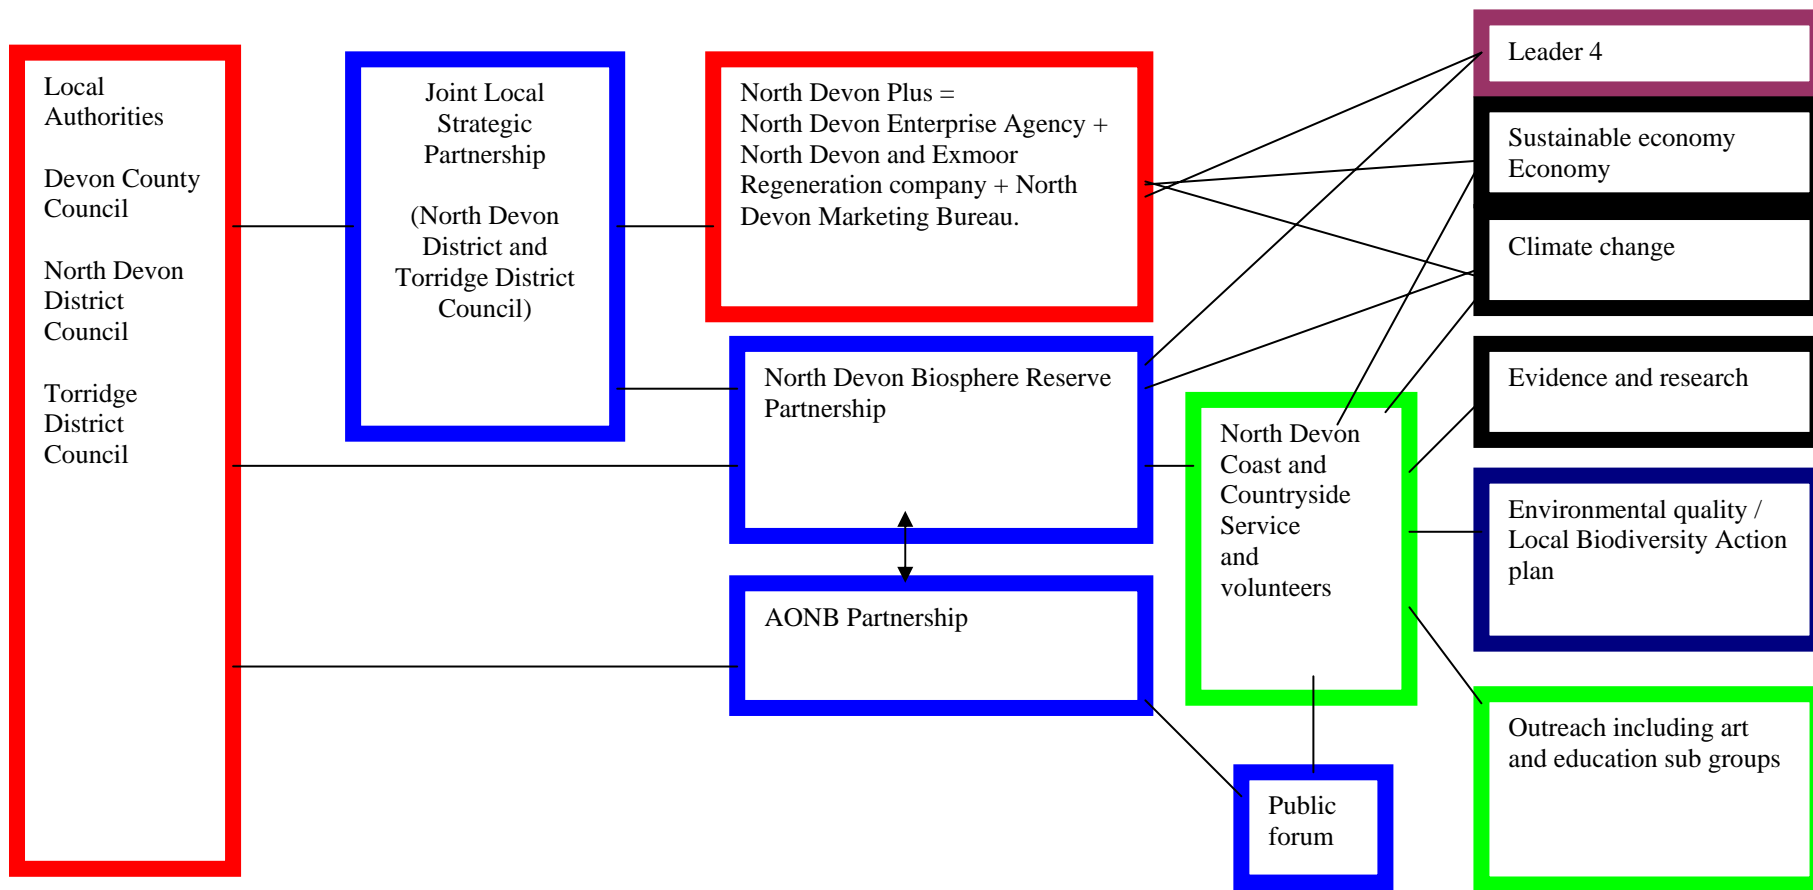 Local
Authorities
Devon County
Council
North Devon
District
Council
Torridge
District
Council
Joint Local
Strategic
Partnership
(North Devon
District and
Torridge District
Council)
North Devon Plus =
North Devon Enterprise Agency +
North Devon and Exmoor
Regeneration company + North
Devon Marketing Bureau.
North Devon Biosphere Reserve
Partnership
AONB Partnership
North Devon
Coast and
Countryside
Service
and
volunteers
Public
forum
Leader 4
Sustainable economy
Economy
Climate change
Evidence and research
Environmental quality /
Local Biodiversity Action
plan
Outreach including art
and education sub groups